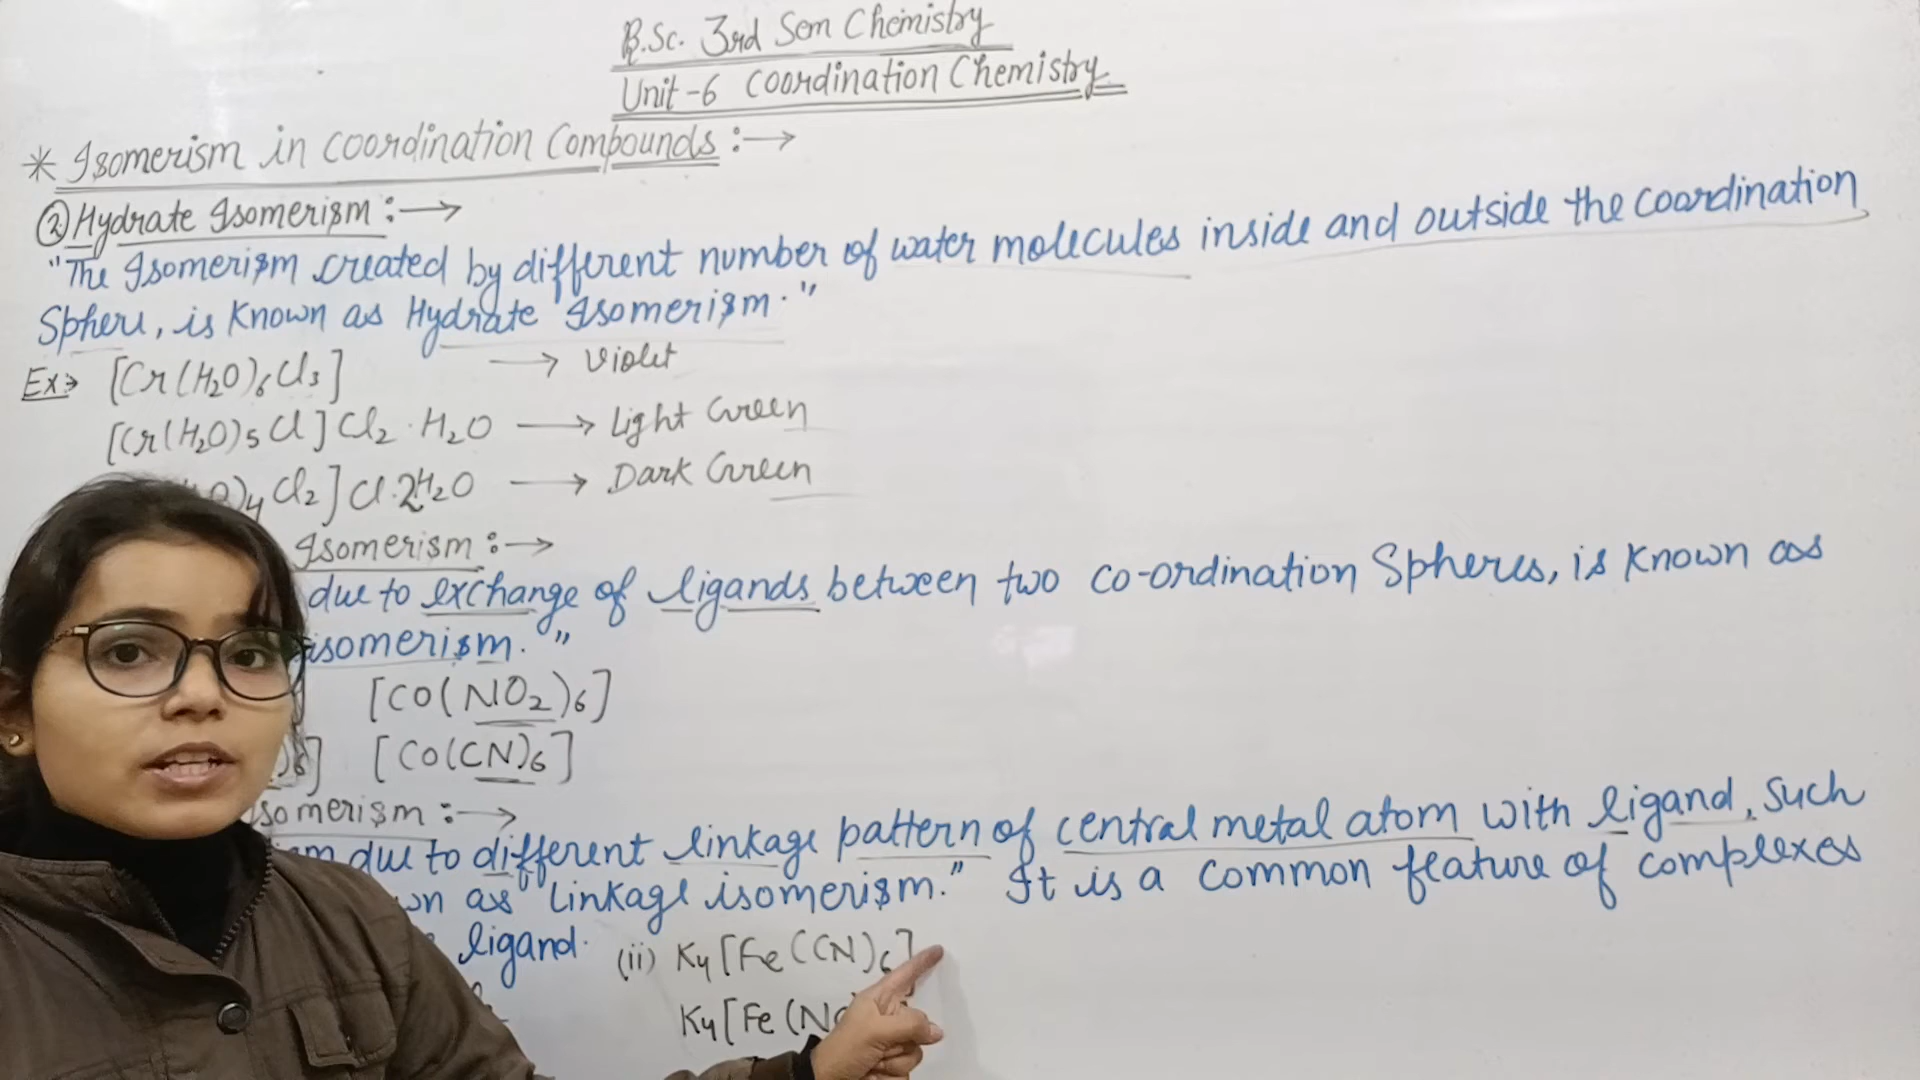 B.Sc. 3rd Sem Chemistry
Unit-6 Coordination Chemistry
* Isomerism in coordination Compounds :→
② Hydrate Isomerism :→
"The Isomerism created by different number of water molecules inside and outside the coordination
Sphere, is known as Hydrate Isomerism."
Ex→ [Cr(H₂O)₆Cl₃] → Violet
[Cr(H₂O)₅Cl]Cl₂·H₂O → Light Green
O)₄Cl₂]Cl·2H₂O → Dark Green
Isomerism :→
due to exchange of ligands between two co-ordination Spheres, is known as
isomerism."
[Co(NO₂)₆]
)₆] [Co(CN)₆]
somerism :→
due to different linkage pattern of central metal atom with ligand, such
wn as "linkage isomerism." It is a common feature of complexes
ligand.
(ii) K₄[Fe(CN)₆]
K₄[Fe(NC